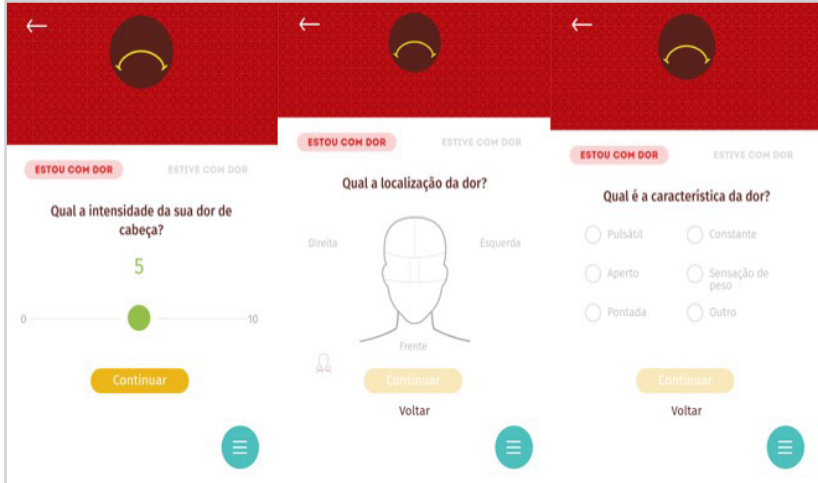 ESTOU COM DOR ESTIVE COM DOR
Qual a intensidade da sua dor de
cabeça?
5
0 10
Continuar
ESTOU COM DOR ESTIVE COM DOR
Qual a localização da dor?
Direita Esquerda
Frente
Continuar
Voltar
ESTOU COM DOR ESTIVE COM DOR
Qual é a característica da dor?
Pulsátil Constante
Aperto Sensação de
peso
Pontada Outro
Continuar
Voltar